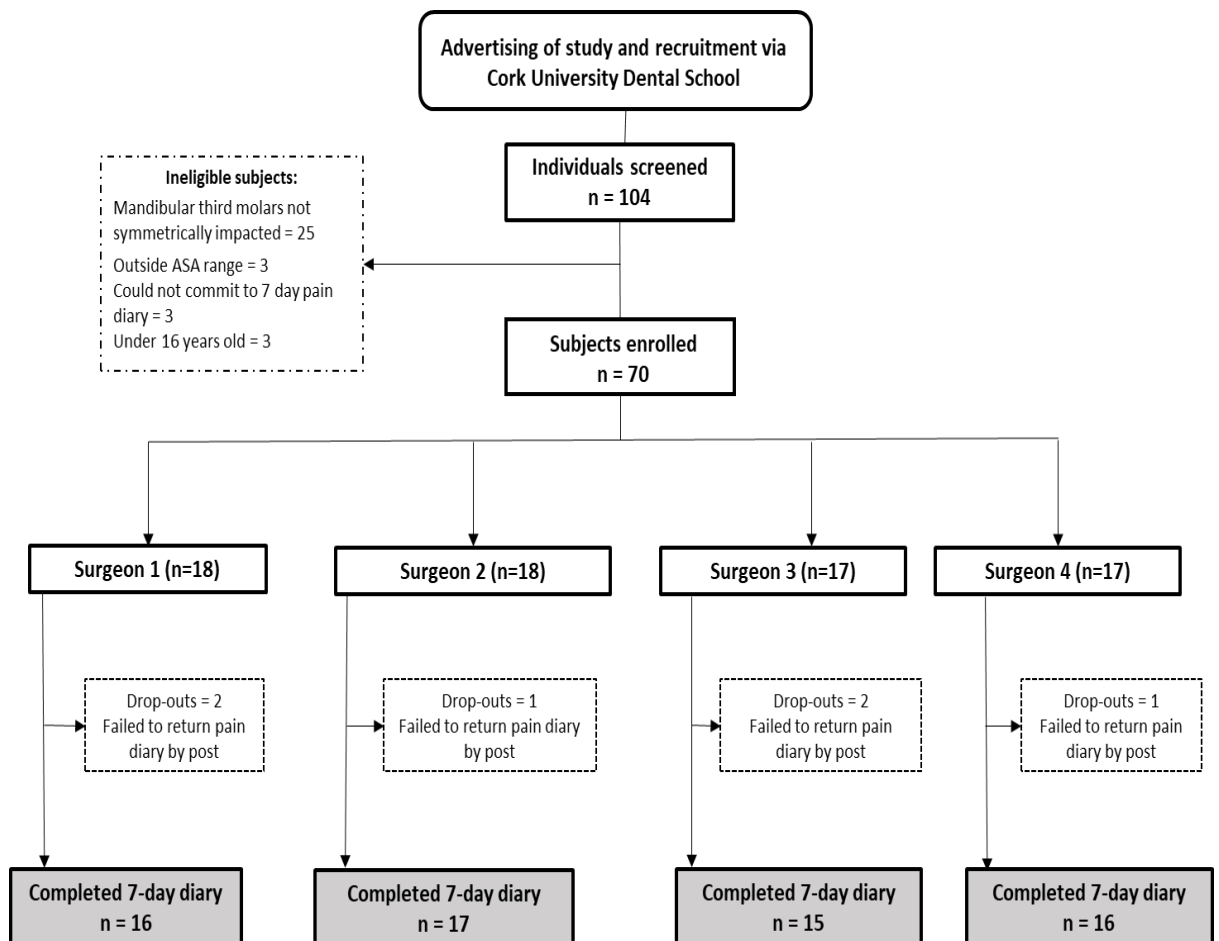 Advertising of study and recruitment via
Cork University Dental School
Individuals screened
n = 104
Ineligible subjects:
Mandibular third molars not
symmetrically impacted = 25
Outside ASA range = 3
Could not commit to 7 day pain
diary = 3
Under 16 years old = 3
Subjects enrolled
n = 70
Surgeon 1 (n=18)
Surgeon 2 (n=18)
Surgeon 3 (n=17)
Surgeon 4 (n=17)
Drop-outs = 2
Failed to return pain
diary by post
Drop-outs = 1
Failed to return pain diary
by post
Drop-outs = 2
Failed to return pain
diary by post
Drop-outs = 1
Failed to return pain
diary by post
Completed 7-day diary
n = 16
Completed 7-day diary
n = 17
Completed 7-day diary
n = 15
Completed 7-day diary
n = 16